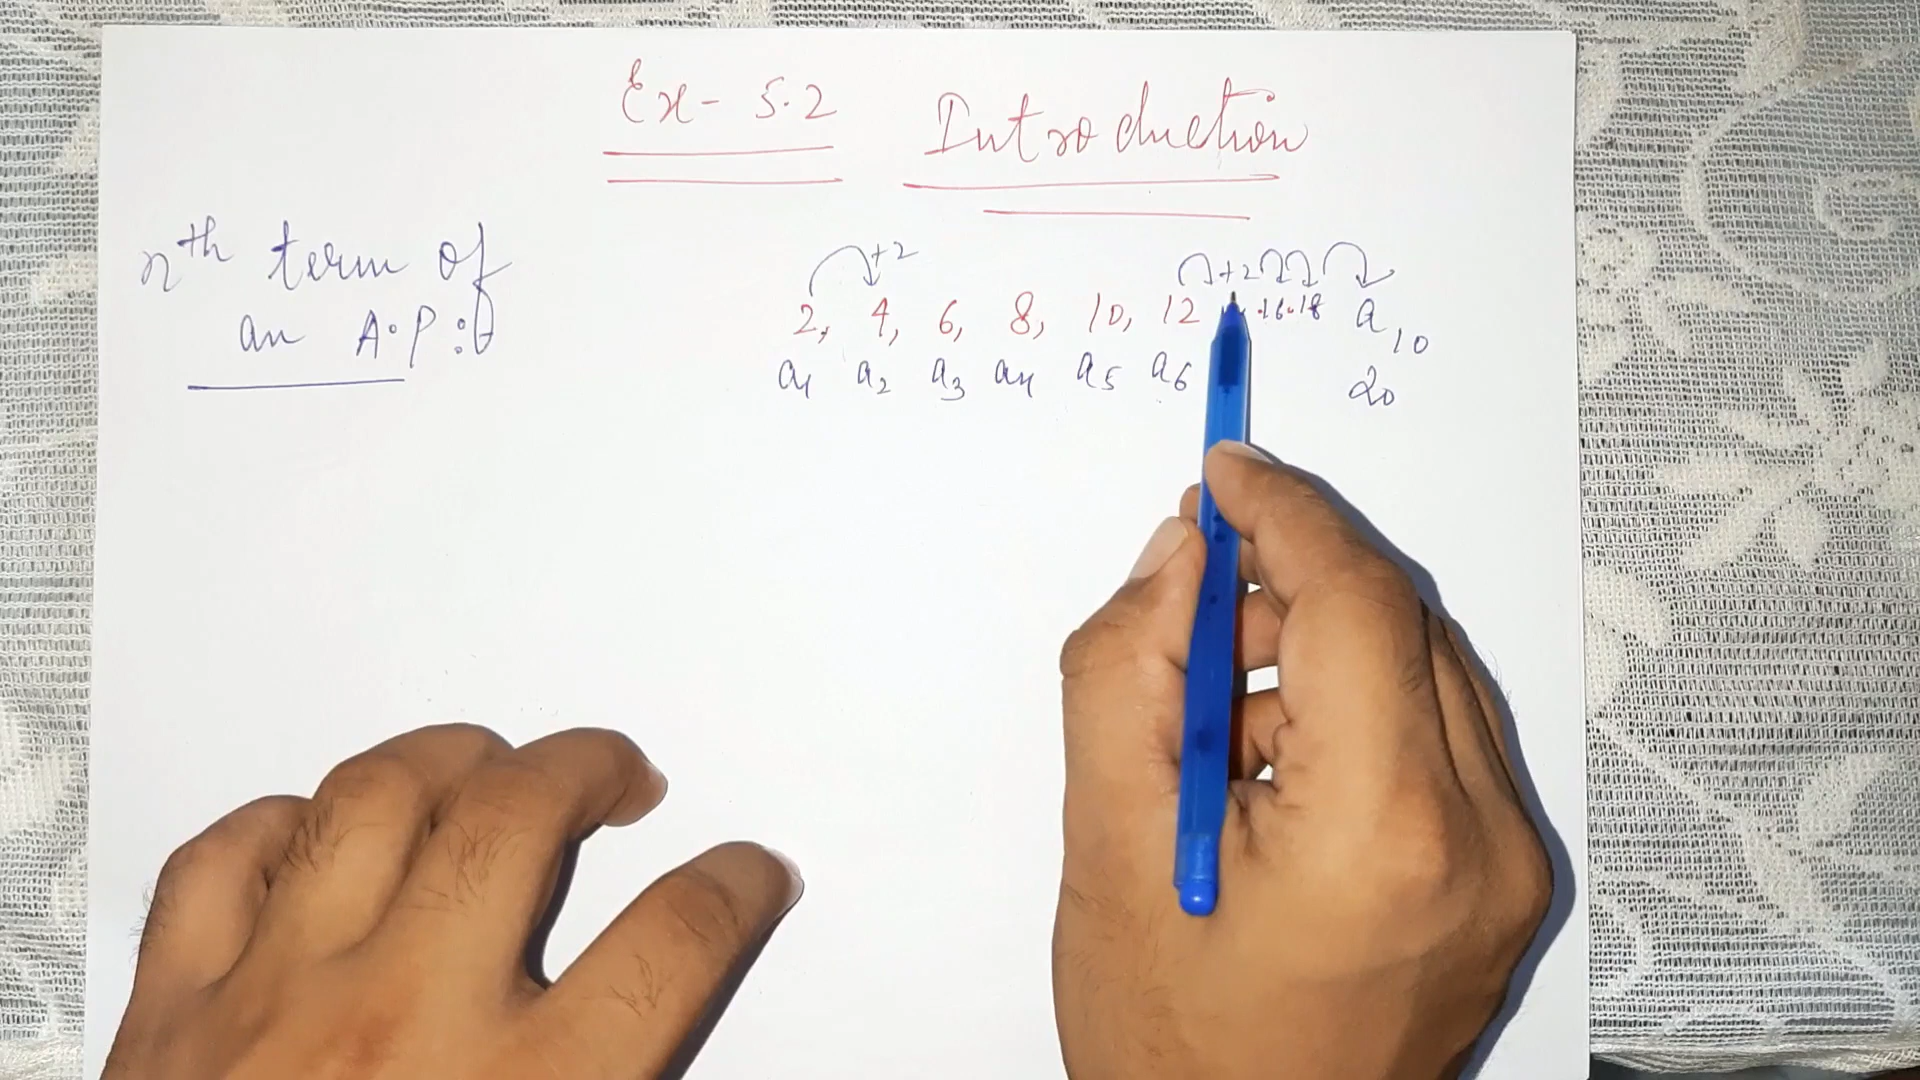 Ex- 5.2 Introduction
nth term of
an A.P :-
+2 +2
2, 4, 6, 8, 10, 12 .16.18 a10
a1 a2 a3 a4 a5 a6 20